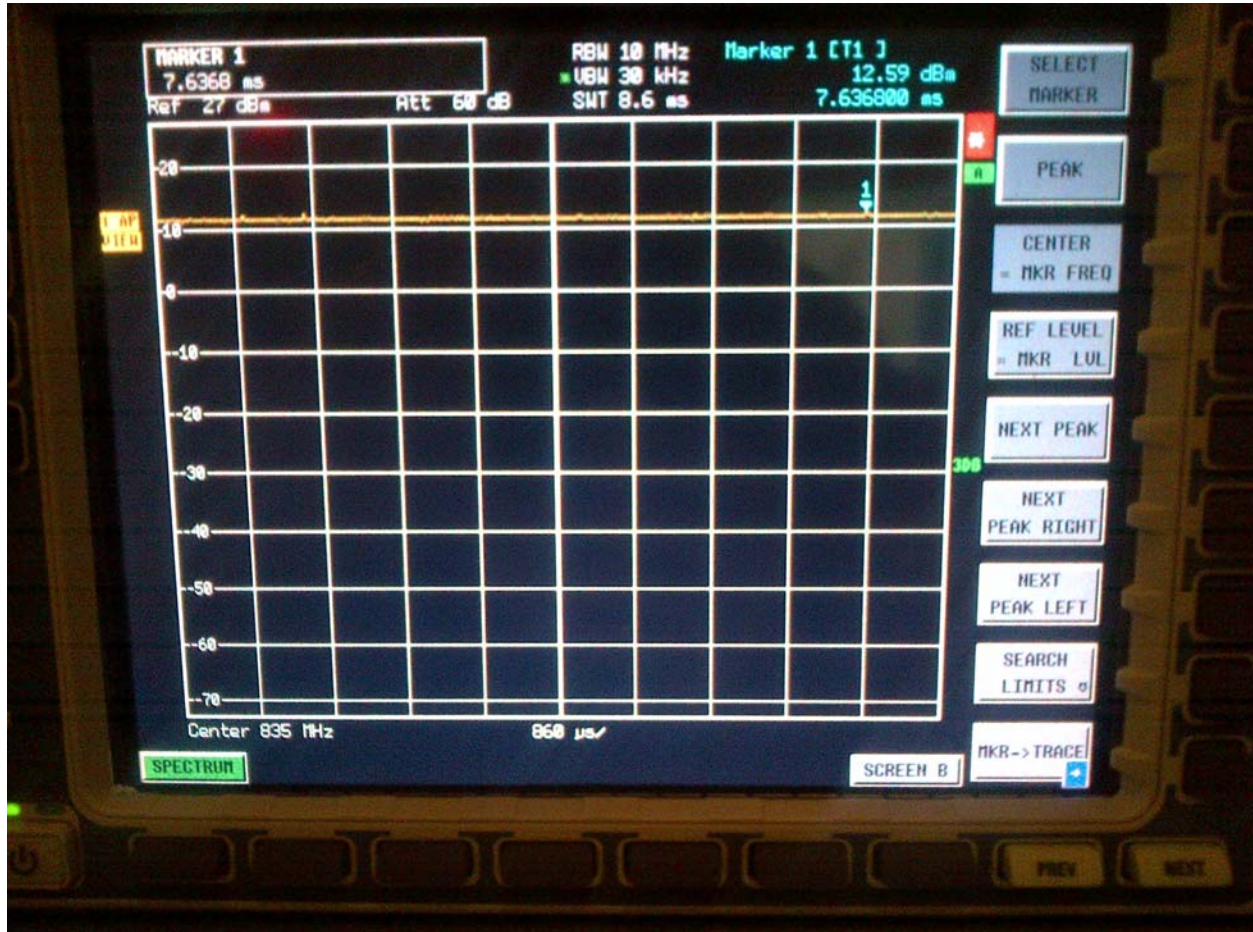 MARKER 1
7.6368 ms
RBW 10 MHz
VBW 30 kHz
SWT 8.6 ms
Marker 1 [T1 ]
12.59 dBm
7.636800 ms
Ref 27 dBm
Att 60 dB
20
1
10
0
-10
-20
-30
-40
-50
-60
-70
A
3DB
VIEW
Center 835 MHz
860 µs/
SPECTRUM
SCREEN B
SELECT
MARKER
PEAK
CENTER
= MKR FREQ
REF LEVEL
= MKR LVL
NEXT PEAK
NEXT
PEAK RIGHT
NEXT
PEAK LEFT
SEARCH
LIMITS
MKR->TRACE
PREV
NEXT